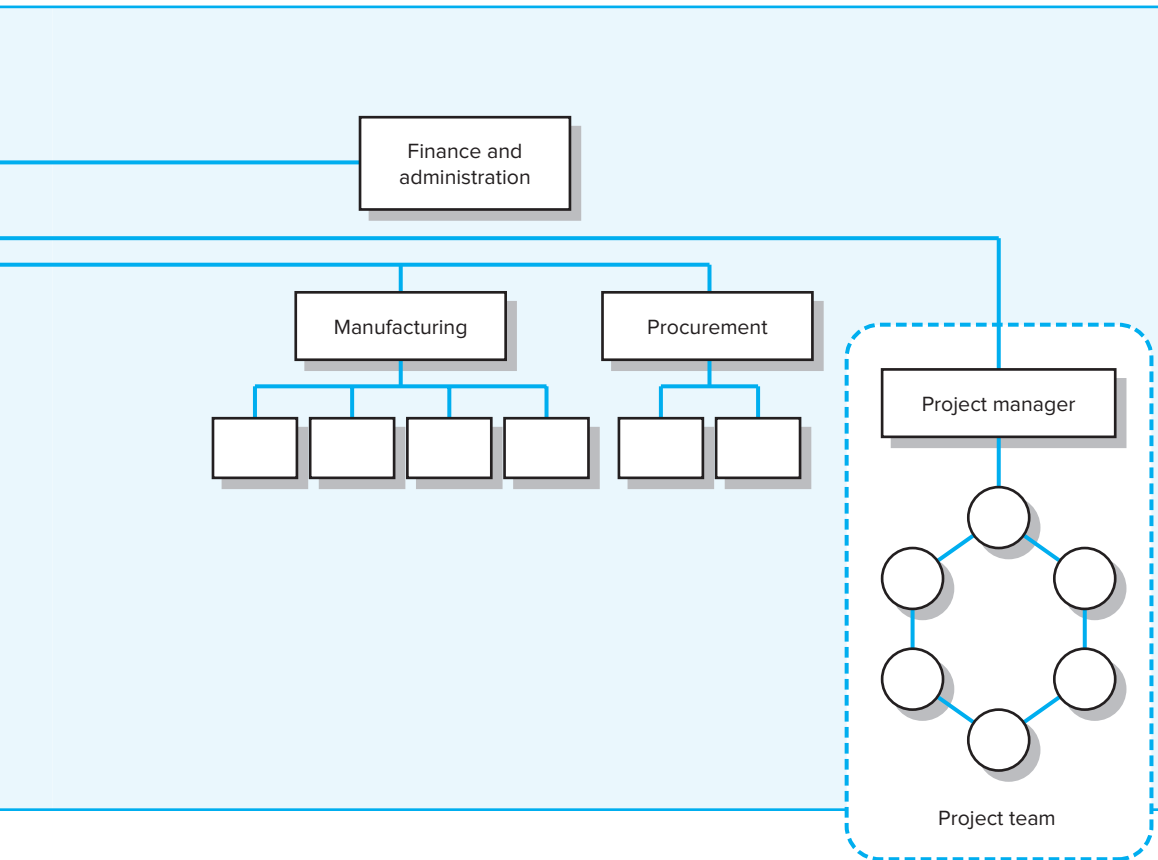 Finance and
administration
Manufacturing
Procurement
Project manager
Project team